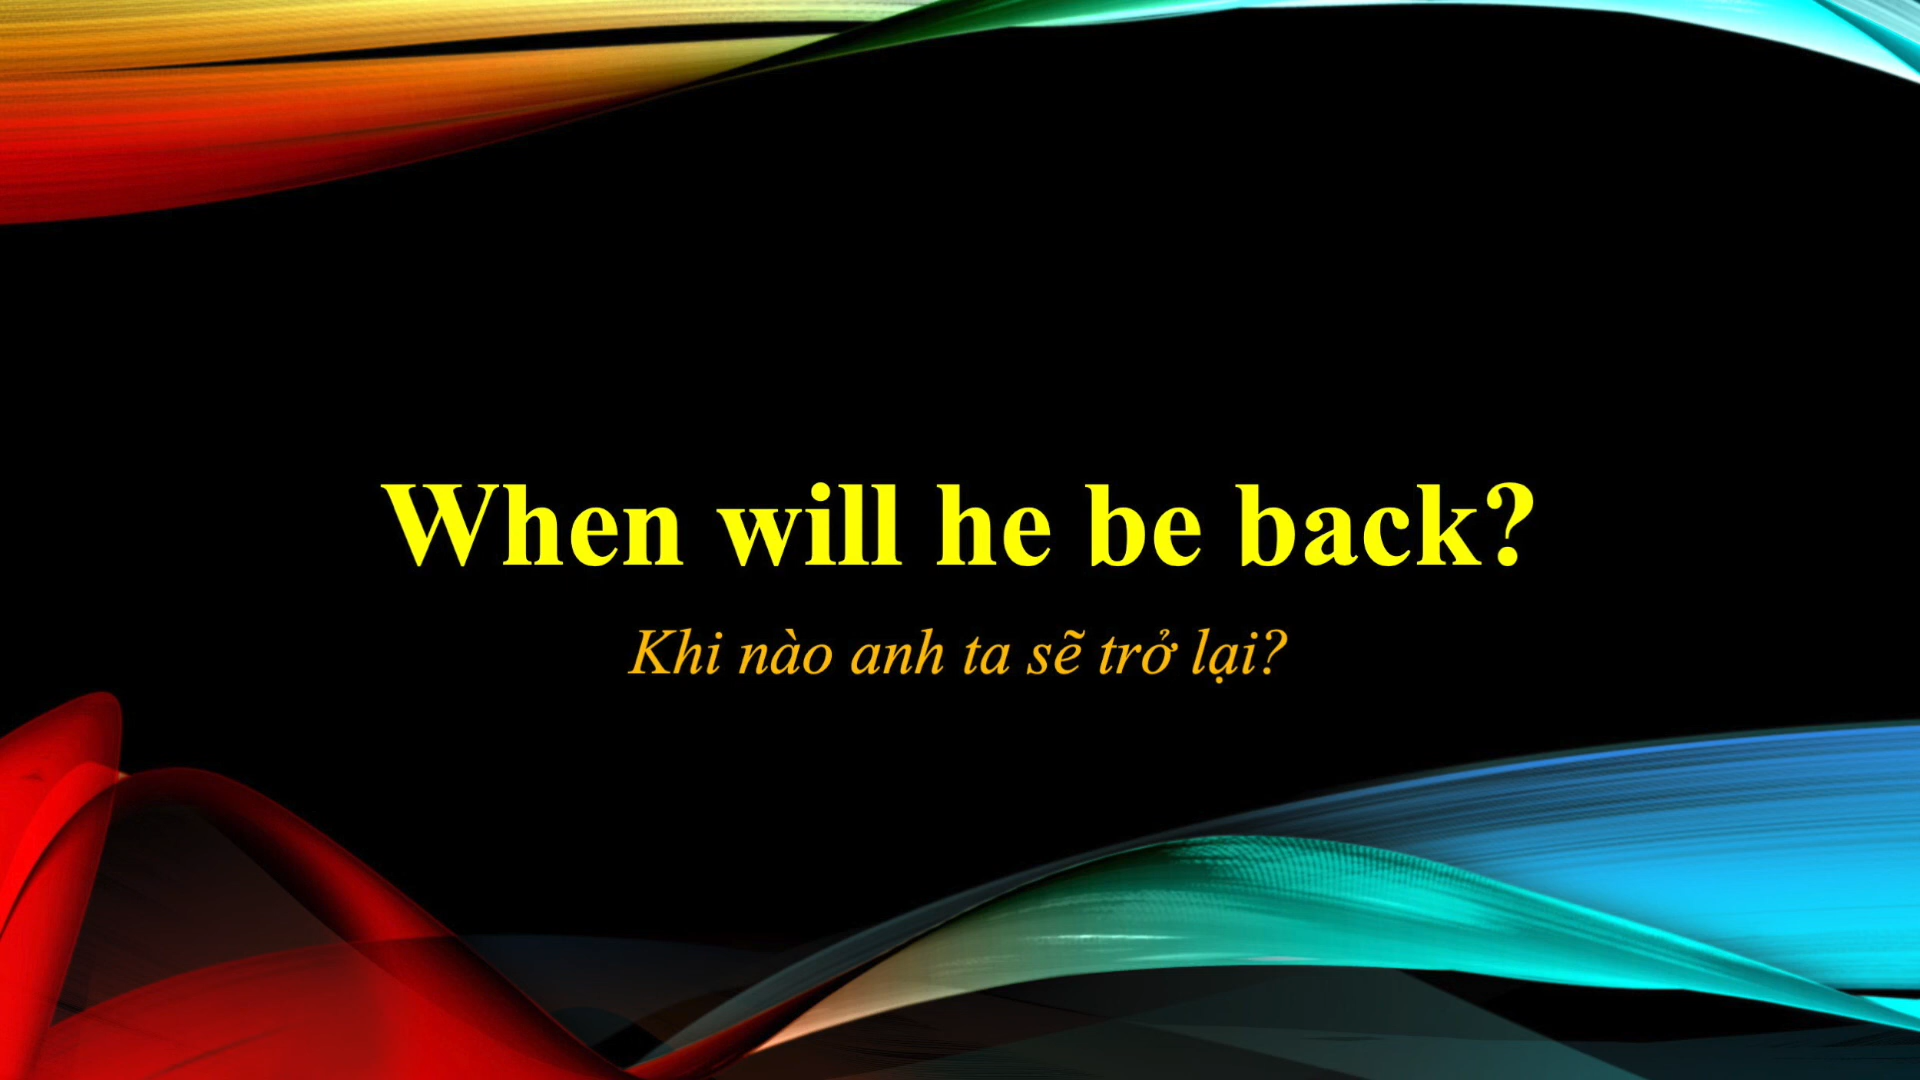 When will he be back?
Khi nào anh ta sẽ trở lại?